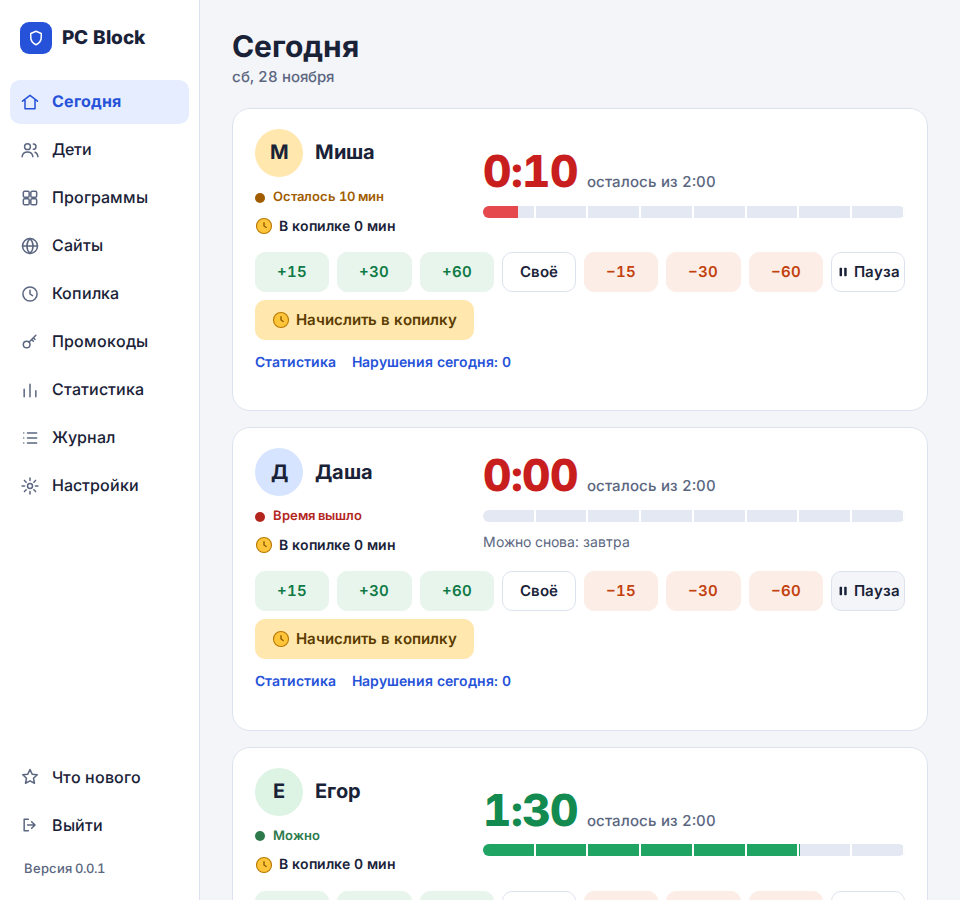 PC Block
Сегодня
Дети
Программы
Сайты
Копилка
Промокоды
Статистика
Журнал
Настройки
Что нового
Выйти
Версия 0.0.1
Сегодня
сб, 28 ноября
М Миша
Осталось 10 мин
В копилке 0 мин
0:10 осталось из 2:00
+15 +30 +60 Своё −15 −30 −60 Пауза
Начислить в копилку
Статистика Нарушения сегодня: 0
Д Даша
Время вышло
В копилке 0 мин
0:00 осталось из 2:00
Можно снова: завтра
+15 +30 +60 Своё −15 −30 −60 Пауза
Начислить в копилку
Статистика Нарушения сегодня: 0
Е Егор
Можно
В копилке 0 мин
1:30 осталось из 2:00